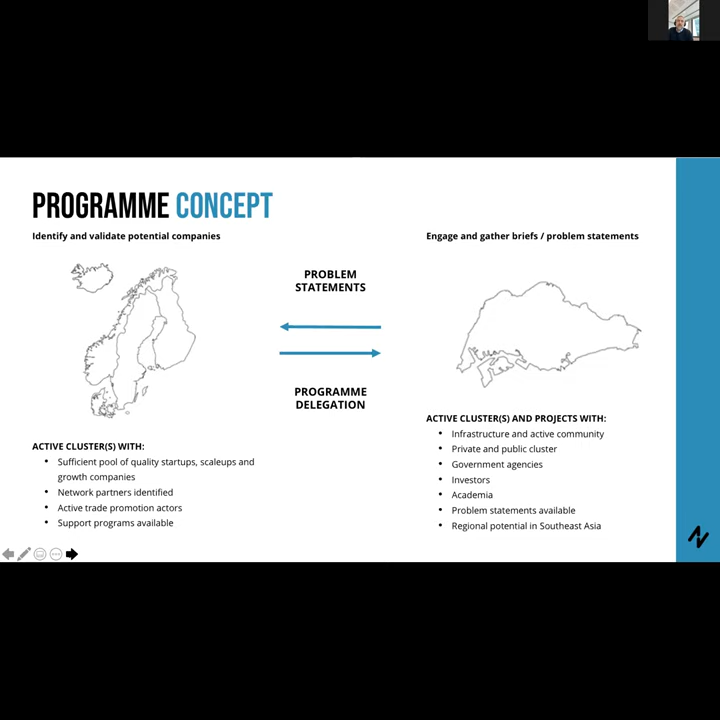 PROGRAMME CONCEPT
Identify and validate potential companies
ACTIVE CLUSTER(S) WITH:
• Sufficient pool of quality startups, scaleups and
growth companies
• Network partners identified
• Active trade promotion actors
• Support programs available
PROBLEM
STATEMENTS
PROGRAMME
DELEGATION
Engage and gather briefs / problem statements
ACTIVE CLUSTER(S) AND PROJECTS WITH:
• Infrastructure and active community
• Private and public cluster
• Government agencies
• Investors
• Academia
• Problem statements available
• Regional potential in Southeast Asia